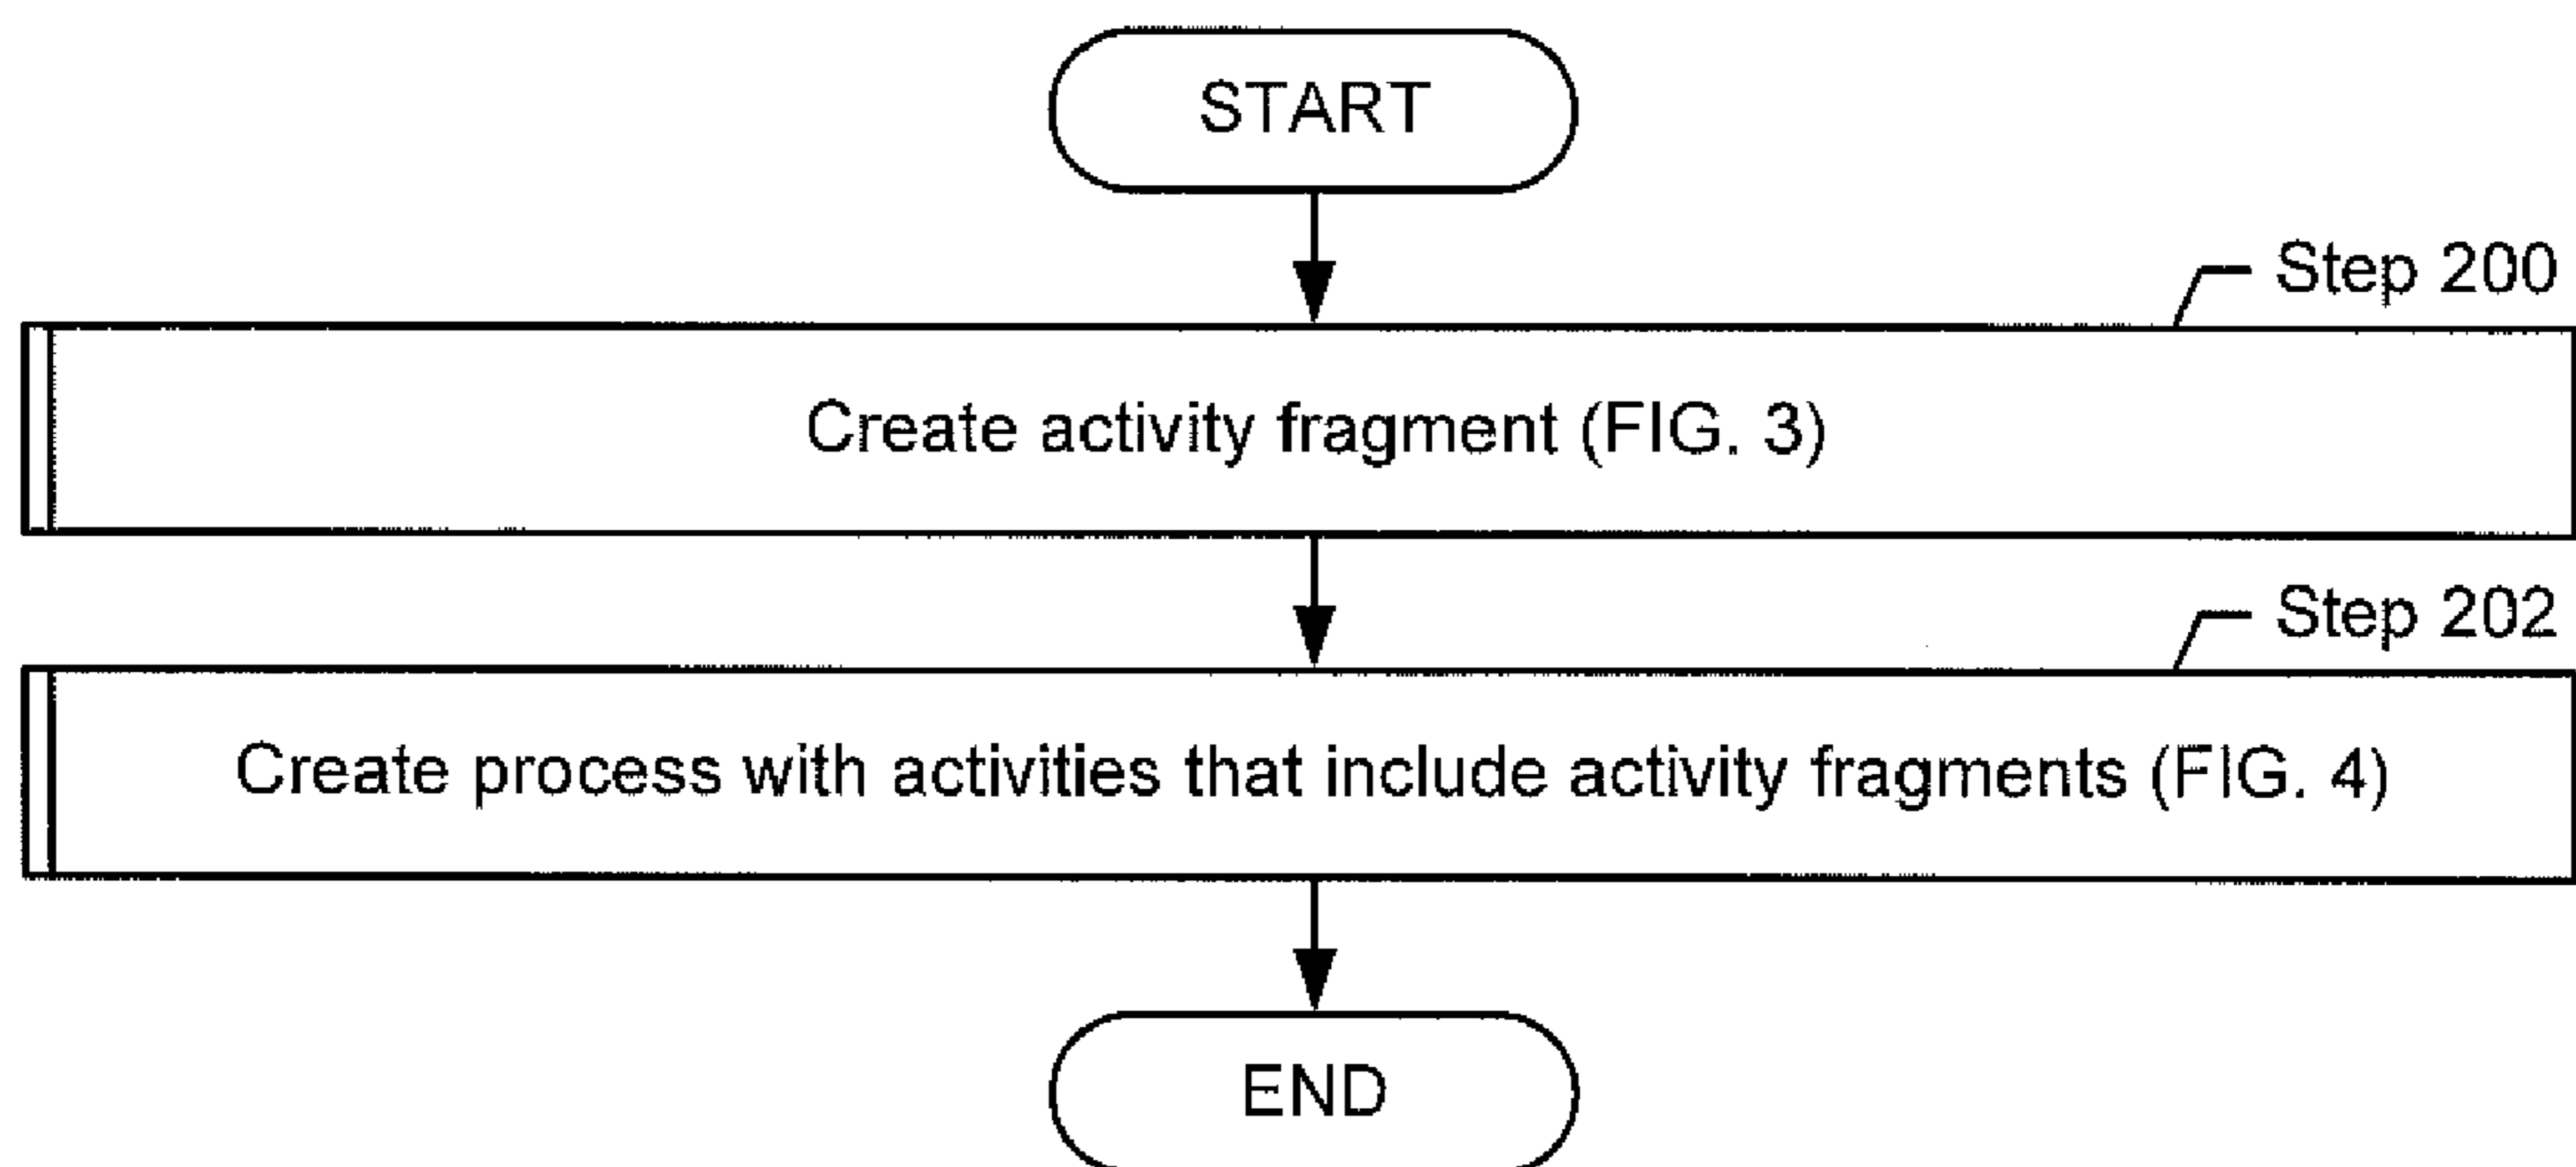 START
Step 200
Create activity fragment (FIG. 3)
Step 202
Create process with activities that include activity fragments (FIG. 4)
END